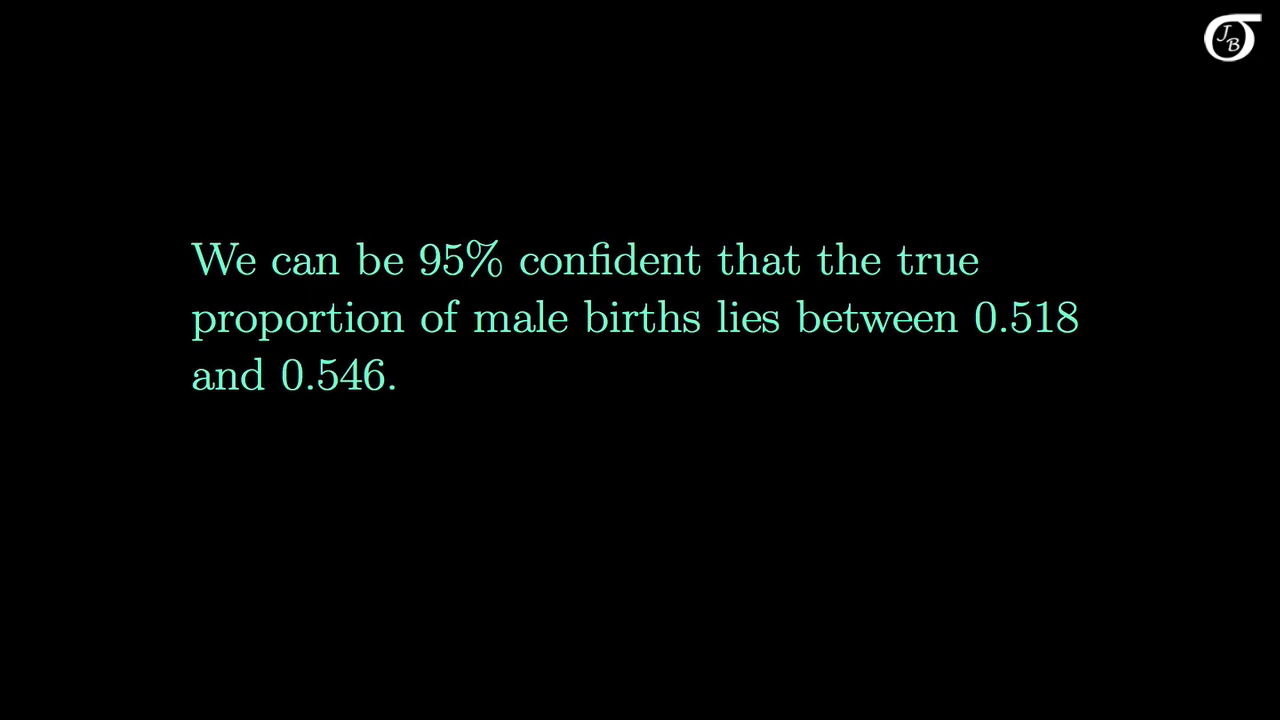 JB
We can be 95% confident that the true
proportion of male births lies between 0.518
and 0.546.